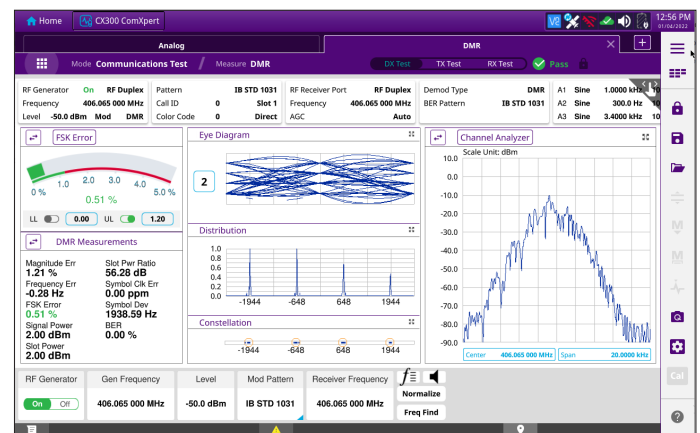 Home CX300 ComXpert 12:56 PM
01/04/2022
Analog DMR
Mode Communications Test / Measure DMR DX Test TX Test RX Test Pass
RF Generator On RF Duplex
Frequency 406.065 000 MHz
Level -50.0 dBm Mod DMR
Pattern IB STD 1031
Call ID 0 Slot 1
Color Code 0 Direct
RF Receiver Port RF Duplex
Frequency 406.065 000 MHz
AGC Auto
Demod Type DMR
BER Pattern IB STD 1031
A1 Sine 1.0000 kHz 10
A2 Sine 300.0 Hz
A3 Sine 3.4000 kHz 10
FSK Error
0 % 1.0 2.0 3.0 4.0 5.0 %
0.51 %
LL 0.00 UL 1.20
DMR Measurements
Magnitude Err
1.21 %
Frequency Err
-0.28 Hz
FSK Error
0.51 %
Signal Power
2.00 dBm
Slot Power
2.00 dBm
Slot Pwr Ratio
56.28 dB
Symbol Clk Err
0.00 ppm
Symbol Dev
1938.59 Hz
BER
0.00 %
Eye Diagram
2
Distribution
1.0
0.8
0.6
0.4
0.2
0.0
-1944 -648 648 1944
Constellation
-1944 -648 648 1944
Channel Analyzer
Scale Unit: dBm
10.0
0.0
-10.0
-20.0
-30.0
-40.0
-50.0
-60.0
-70.0
-80.0
-90.0
Center 406.065 000 MHz Span 20.0000 kHz
RF Generator
On Off
Gen Frequency
406.065 000 MHz
Level
-50.0 dBm
Mod Pattern
IB STD 1031
Receiver Frequency
406.065 000 MHz
Normalize
Freq Find
Cal